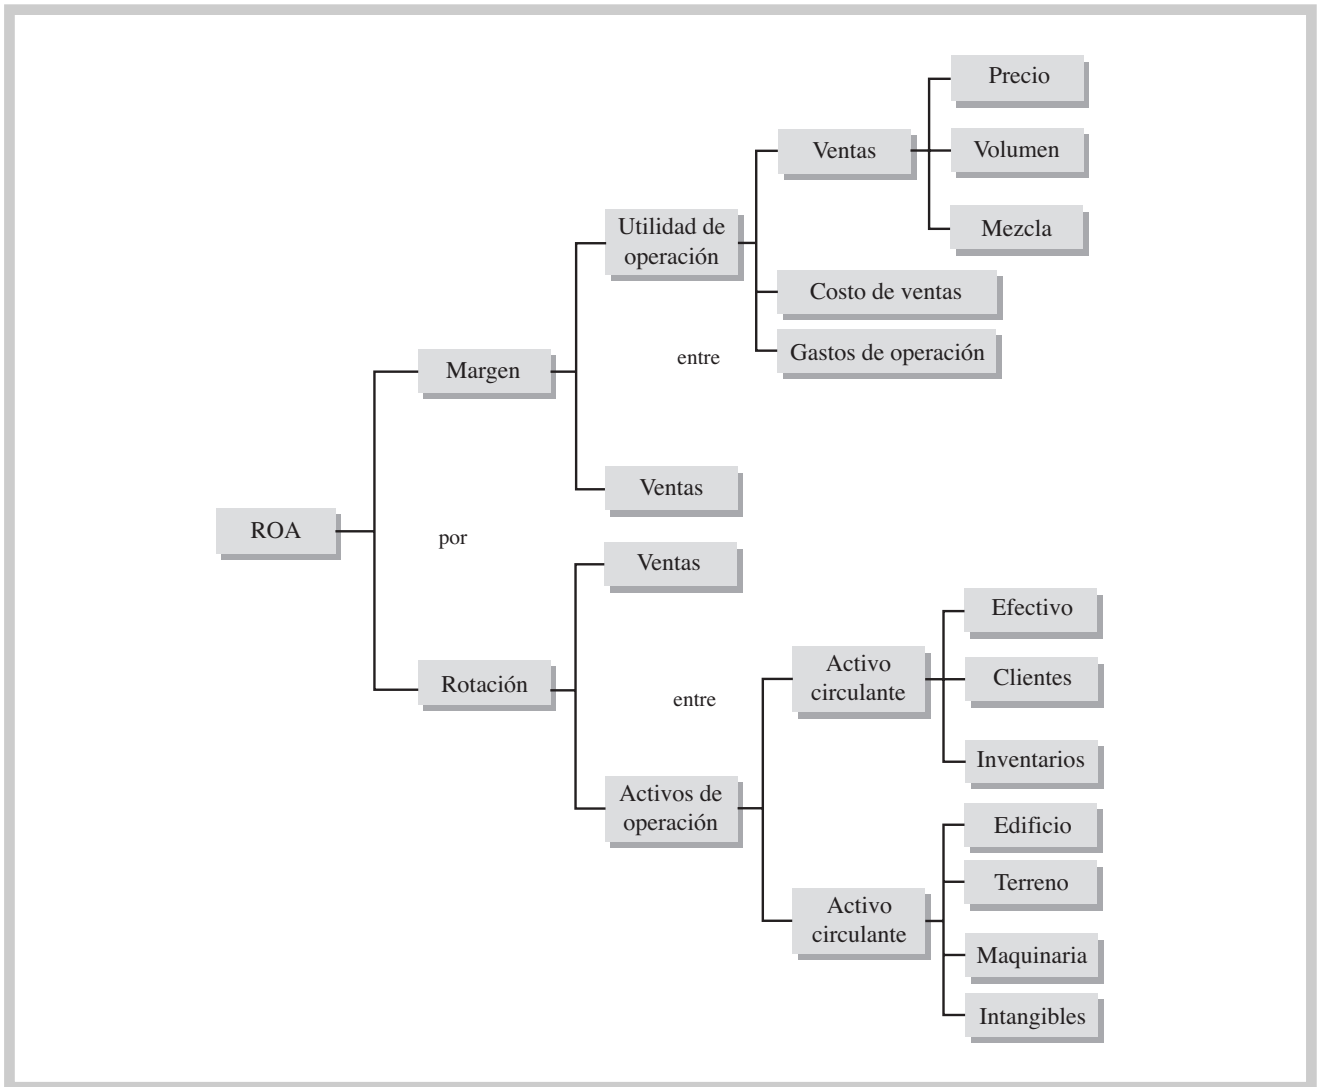 Precio
Ventas
Volumen
Utilidad de
operación
Mezcla
Costo de ventas
entre
Gastos de operación
Margen
Ventas
ROA
por
Ventas
Efectivo
Activo
circulante
Clientes
Rotación
entre
Inventarios
Activos de
operación
Edificio
Terreno
Activo
circulante
Maquinaria
Intangibles